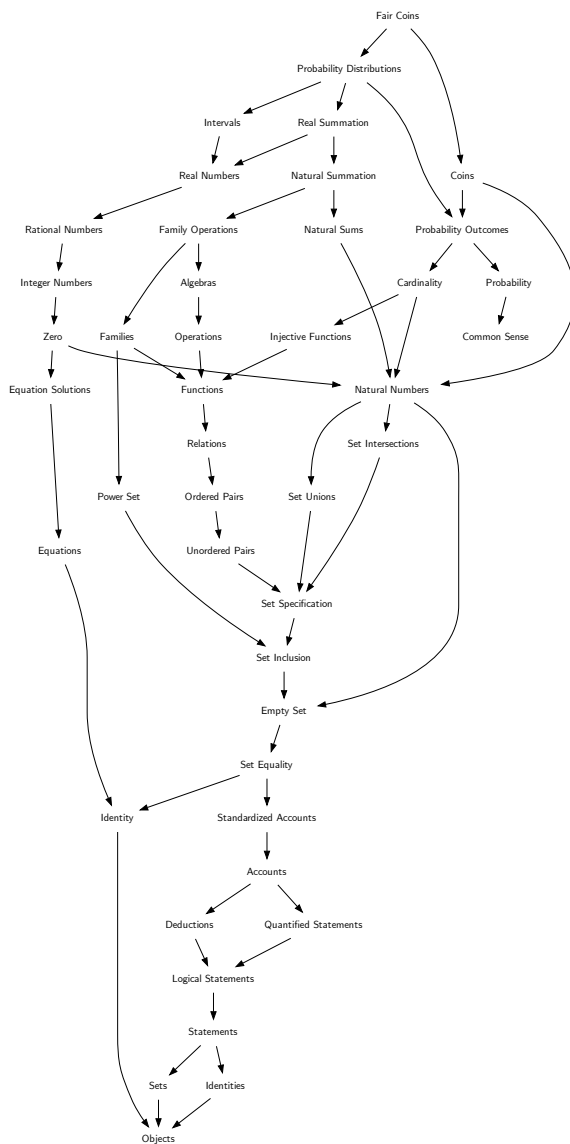 Fair Coins
Probability Distributions
Intervals
Real Summation
Real Numbers
Natural Summation
Coins
Rational Numbers
Family Operations
Natural Sums
Probability Outcomes
Integer Numbers
Algebras
Cardinality
Probability
Zero
Families
Operations
Injective Functions
Common Sense
Equation Solutions
Functions
Natural Numbers
Relations
Set Intersections
Power Set
Ordered Pairs
Set Unions
Equations
Unordered Pairs
Set Specification
Set Inclusion
Empty Set
Set Equality
Identity
Standardized Accounts
Accounts
Deductions
Quantified Statements
Logical Statements
Statements
Sets
Identities
Objects